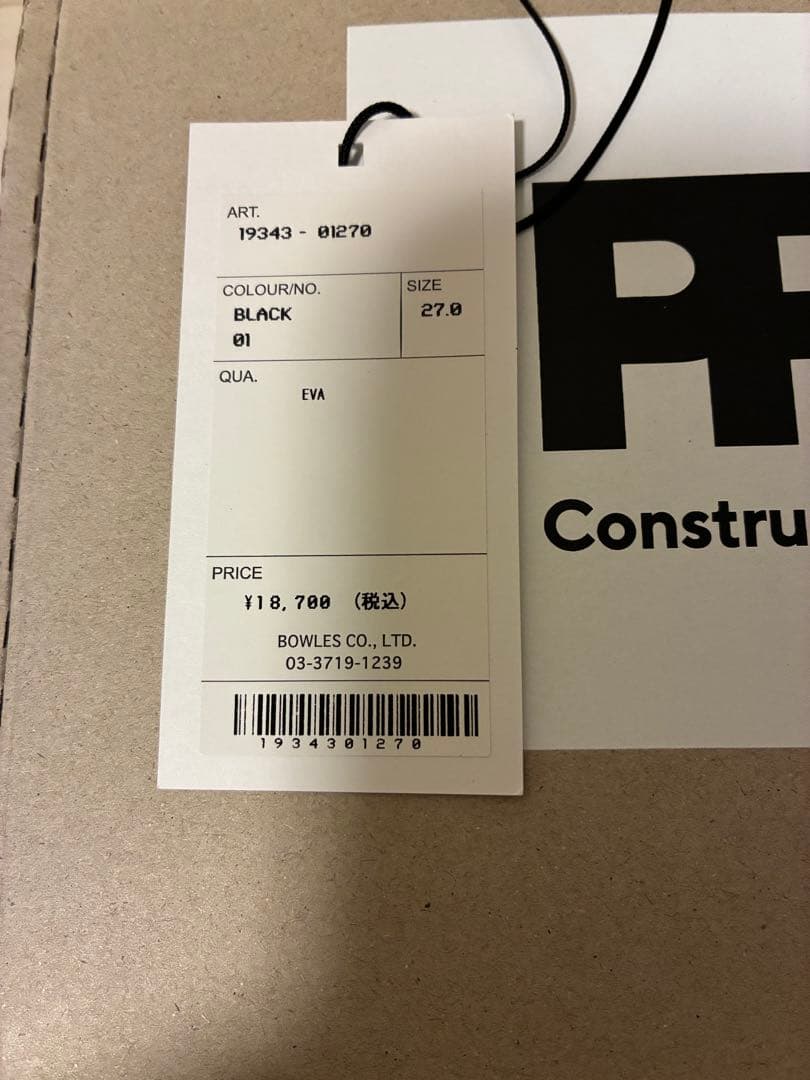 ART.
19343 - 01270
COLOUR/NO.
BLACK
01
SIZE
27.0
QUA.
EVA
PRICE
¥18,700 (税込)
BOWLES CO., LTD.
03-3719-1239
1934301270
Constru